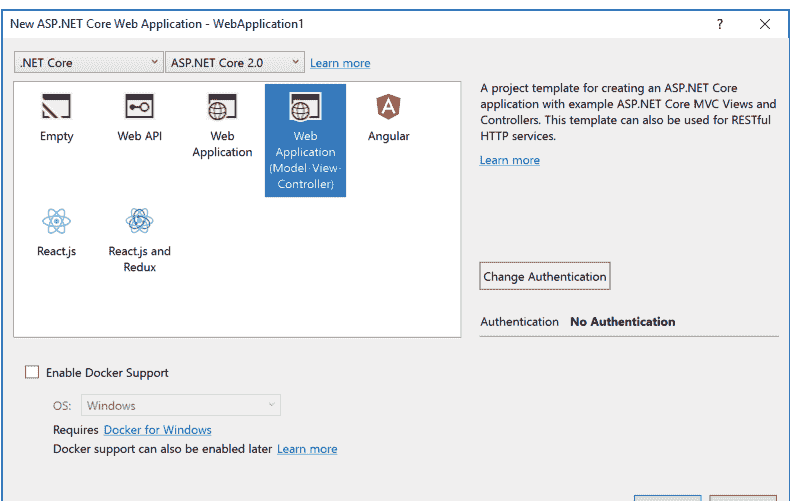 New ASP.NET Core Web Application - WebApplication1
?
.NET Core
ASP.NET Core 2.0
Learn more
Empty
Web API
Web
Application
Web
Application
(Model-View-
Controller)
Angular
React.js
React.js and
Redux
A project template for creating an ASP.NET Core
application with example ASP.NET Core MVC Views and
Controllers. This template can also be used for RESTful
HTTP services.
Learn more
Change Authentication
Authentication No Authentication
Enable Docker Support
OS: Windows
Requires Docker for Windows
Docker support can also be enabled later Learn more